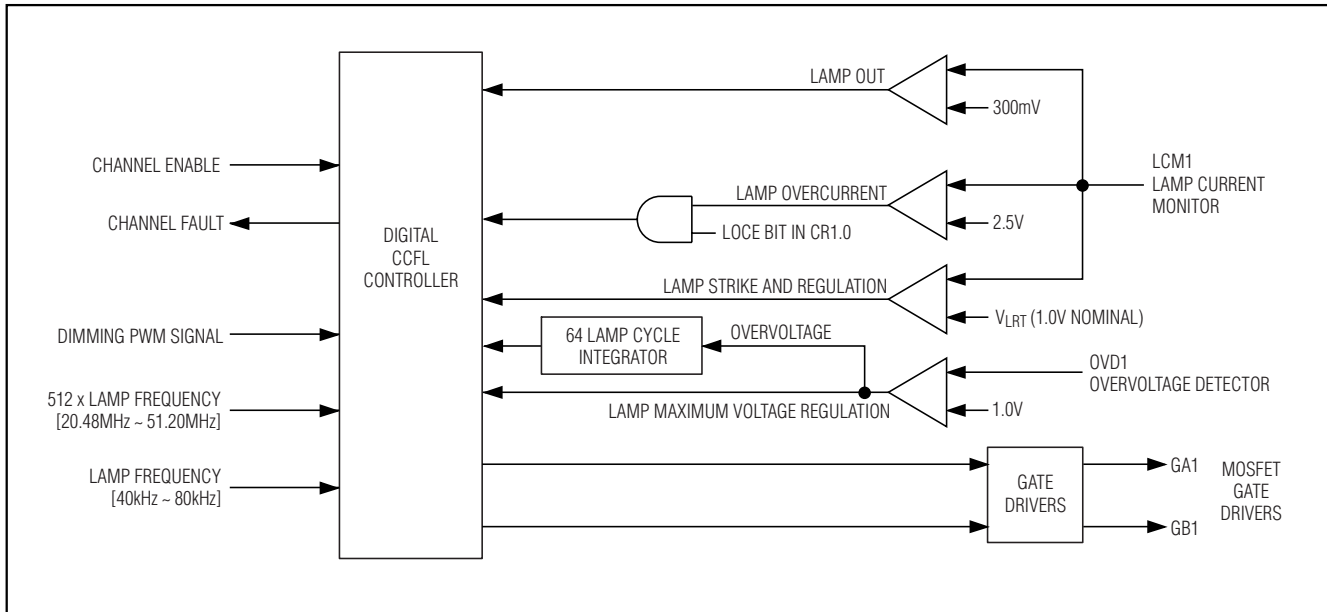 LAMP OUT
300mV
CHANNEL ENABLE
LCM1
LAMP CURRENT
MONITOR
LAMP OVERCURRENT
CHANNEL FAULT
2.5V
LOCE BIT IN CR1.0
DIGITAL
CCFL
CONTROLLER
LAMP STRIKE AND REGULATION
VLRT (1.0V NOMINAL)
DIMMING PWM SIGNAL
64 LAMP CYCLE
INTEGRATOR
OVERVOLTAGE
OVD1
OVERVOLTAGE DETECTOR
512 x LAMP FREQUENCY
[20.48MHz ~ 51.20MHz]
LAMP MAXIMUM VOLTAGE REGULATION
1.0V
LAMP FREQUENCY
[40kHz ~ 80kHz]
GATE
DRIVERS
GA1
GB1
MOSFET
GATE
DRIVERS